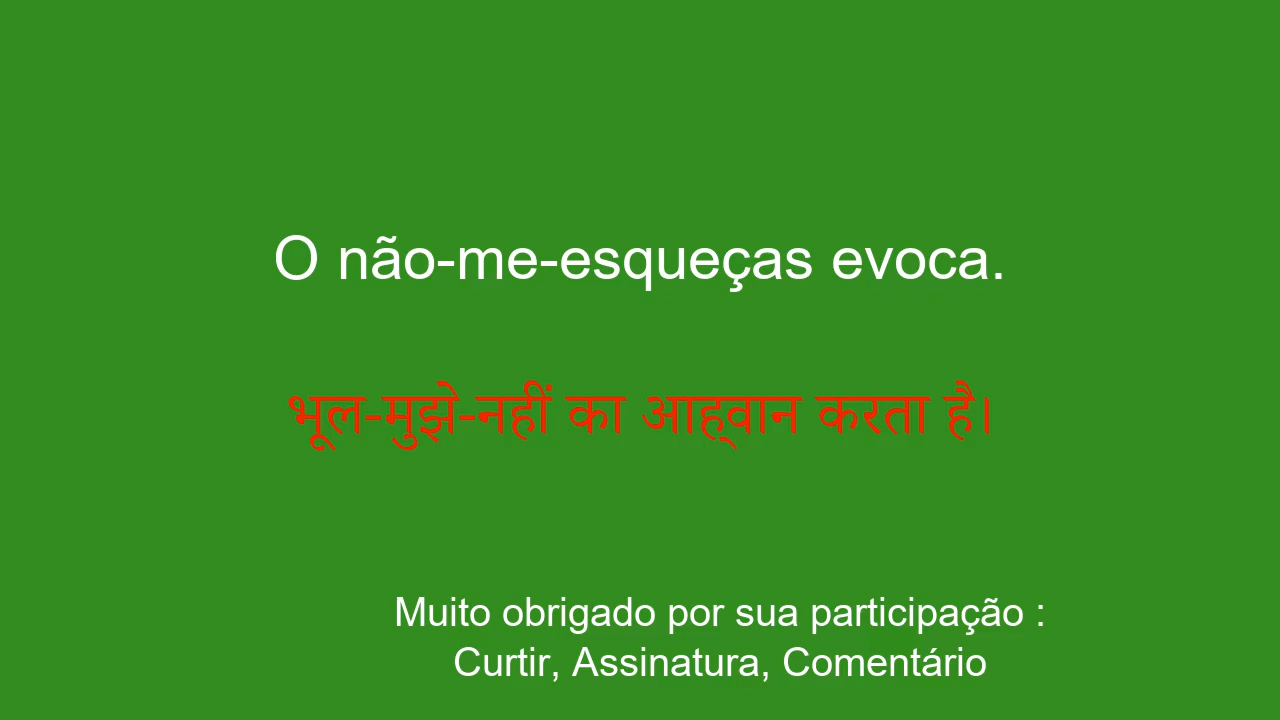 O não-me-esqueças evoca.
भूल-मुझे-नहीं का आह्वान करता है।
Muito obrigado por sua participação :
Curtir, Assinatura, Comentário